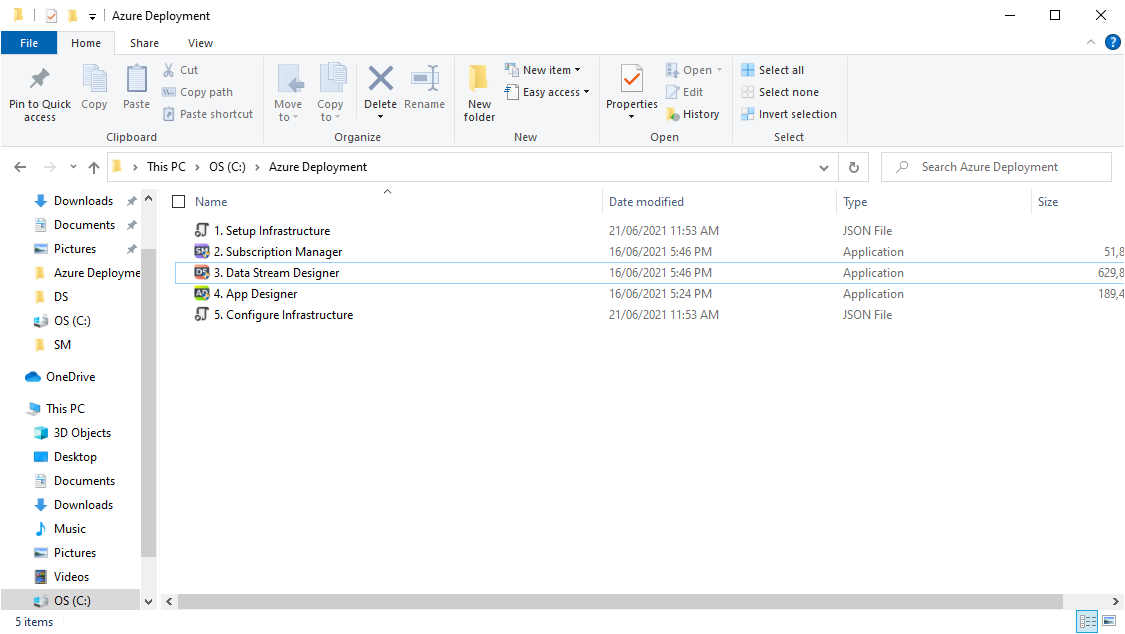 Azure Deployment
File Home Share View
Pin to Quick access
Copy
Paste
Cut
Copy path
Paste shortcut
Clipboard
Move to
Copy to
Delete
Rename
Organize
New folder
New item
Easy access
New
Properties
Open
Edit
History
Open
Select all
Select none
Invert selection
Select
This PC > OS (C:) > Azure Deployment
Search Azure Deployment
Downloads
Documents
Pictures
Azure Deployme
DS
OS (C:)
SM
OneDrive
This PC
3D Objects
Desktop
Documents
Downloads
Music
Pictures
Videos
OS (C:)
Name Date modified Type Size
1. Setup Infrastructure 21/06/2021 11:53 AM JSON File
SM 2. Subscription Manager 16/06/2021 5:46 PM Application 51,8
DS 3. Data Stream Designer 16/06/2021 5:46 PM Application 629,8
AD 4. App Designer 16/06/2021 5:24 PM Application 189,4
5. Configure Infrastructure 21/06/2021 11:53 AM JSON File
5 items